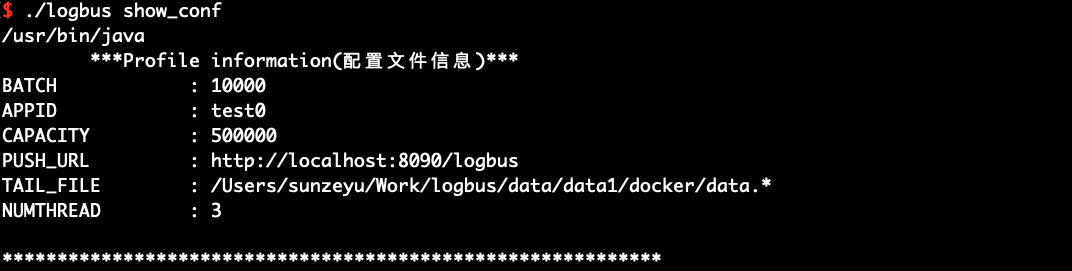 $ ./logbus show_conf
/usr/bin/java
***Profile information(配置文件信息)***
BATCH : 10000
APPID : test0
CAPACITY : 500000
PUSH_URL : http://localhost:8090/logbus
TAIL_FILE : /Users/sunzeyu/Work/logbus/data/data1/docker/data.*
NUMTHREAD : 3
************************************************************